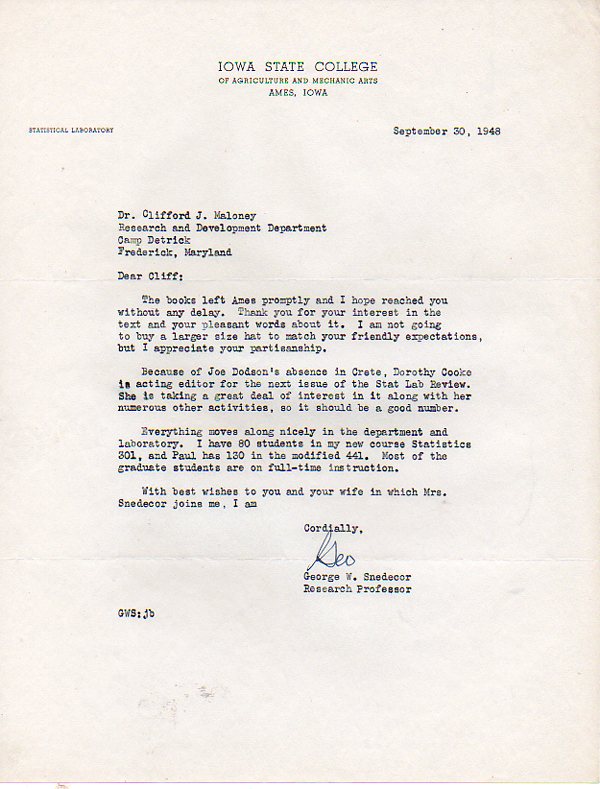 IOWA STATE COLLEGE
OF AGRICULTURE AND MECHANIC ARTS
AMES, IOWA
STATISTICAL LABORATORY
September 30, 1948
Dr. Clifford J. Maloney
Research and Development Department
Camp Detrick
Frederick, Maryland
Dear Cliff:
The books left Ames promptly and I hope reached you
without any delay. Thank you for your interest in the
text and your pleasant words about it. I am not going
to buy a larger size hat to match your friendly expectations,
but I appreciate your partisanship.
Because of Joe Dodson's absence in Crete, Dorothy Cooke
is acting editor for the next issue of the Stat Lab Review.
She is taking a great deal of interest in it along with her
numerous other activities, so it should be a good number.
Everything moves along nicely in the department and
laboratory. I have 80 students in my new course Statistics
301, and Paul has 130 in the modified 441. Most of the
graduate students are on full-time instruction.
With best wishes to you and your wife in which Mrs.
Snedecor joins me, I am
Cordially,
Geo
George W. Snedecor
Research Professor
GWS:jb